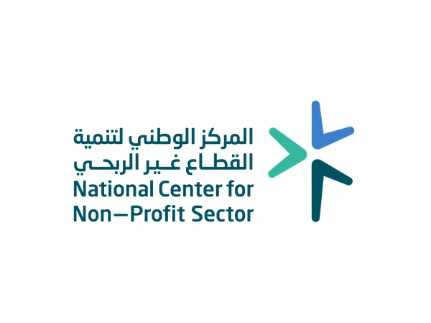 المركز الوطني لتنمية
القطاع غير الربحي
National Center for
Non—Profit Sector